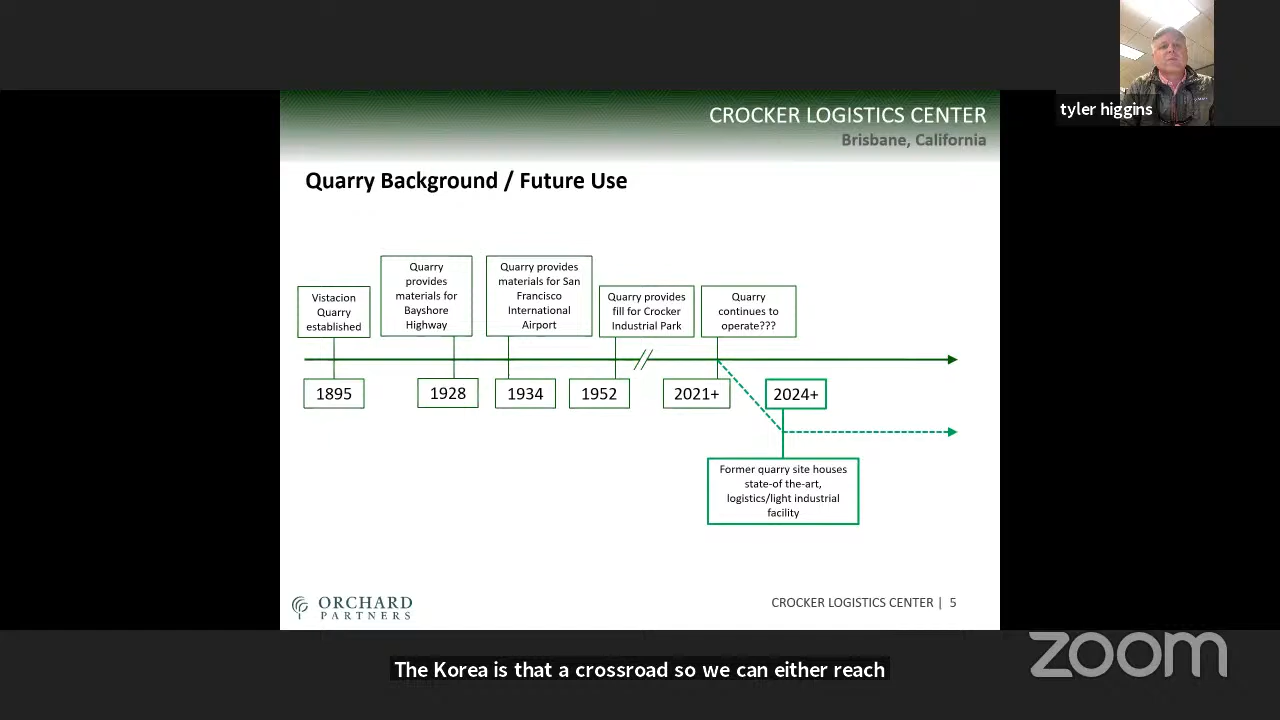 tyler higgins
CROCKER LOGISTICS CENTER
Brisbane, California
Quarry Background / Future Use
Vistacion
Quarry
established
Quarry
provides
materials for
Bayshore
Highway
Quarry provides
materials for San
Francisco
International
Airport
Quarry provides
fill for Crocker
Industrial Park
Quarry
continues to
operate???
1895
1928
1934
1952
2021+
2024+
Former quarry site houses
state-of the-art,
logistics/light industrial
facility
ORCHARD
PARTNERS
CROCKER LOGISTICS CENTER | 5
zoom
The Korea is that a crossroad so we can either reach